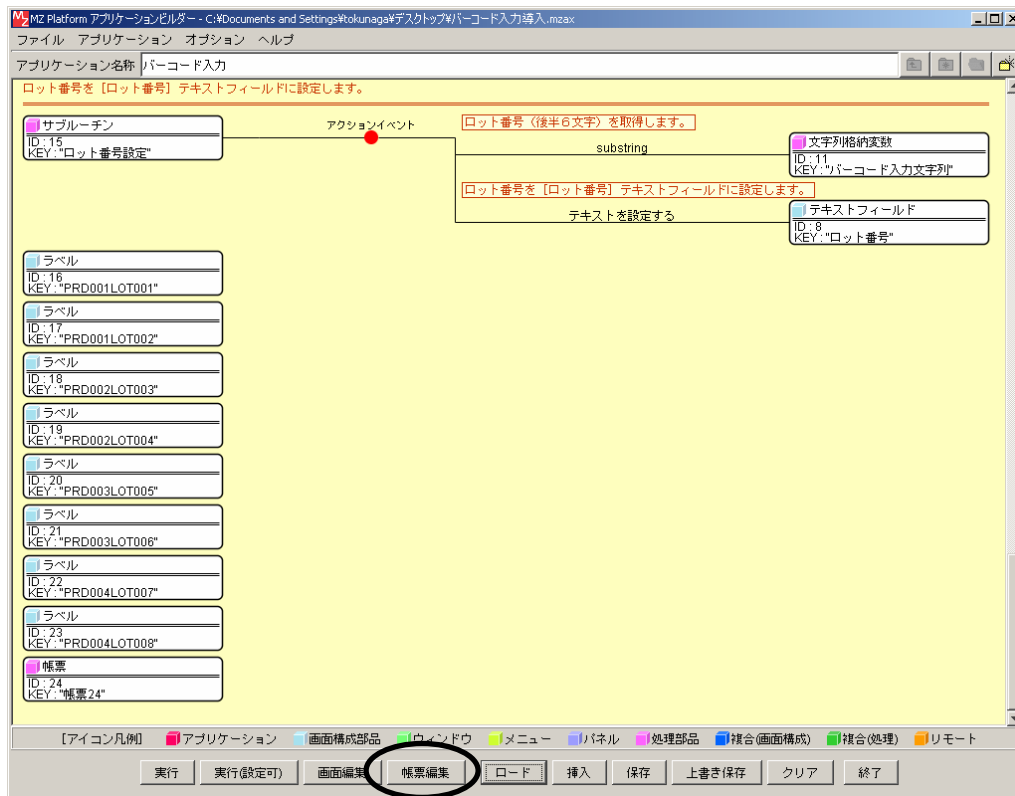 MZ Platform アプリケーションビルダー - C:¥Documents and Settings¥tokunaga¥デスクトップ¥バーコード入力導入.mzax
ファイル アプリケーション オプション ヘルプ
アプリケーション名称 バーコード入力
ロット番号を [ロット番号] テキストフィールドに設定します。
サブルーチン
ID : 15
KEY : "ロット番号設定"
アクションイベント
ロット番号（後半６文字）を取得します。
substring
文字列格納変数
ID : 11
KEY : "バーコード入力文字列"
ロット番号を [ロット番号] テキストフィールドに設定します。
テキストを設定する
テキストフィールド
ID : 8
KEY : "ロット番号"
ラベル
ID : 16
KEY : "PRD001LOT001"
ラベル
ID : 17
KEY : "PRD001LOT002"
ラベル
ID : 18
KEY : "PRD002LOT003"
ラベル
ID : 19
KEY : "PRD002LOT004"
ラベル
ID : 20
KEY : "PRD003LOT005"
ラベル
ID : 21
KEY : "PRD003LOT006"
ラベル
ID : 22
KEY : "PRD004LOT007"
ラベル
ID : 23
KEY : "PRD004LOT008"
帳票
ID : 24
KEY : "帳票24"
[アイコン凡例] アプリケーション 画面構成部品 ウィンドウ メニュー パネル 処理部品 複合(画面構成) 複合(処理) リモート
実行 実行(設定可) 画面編集 帳票編集 ロード 挿入 保存 上書き保存 クリア 終了